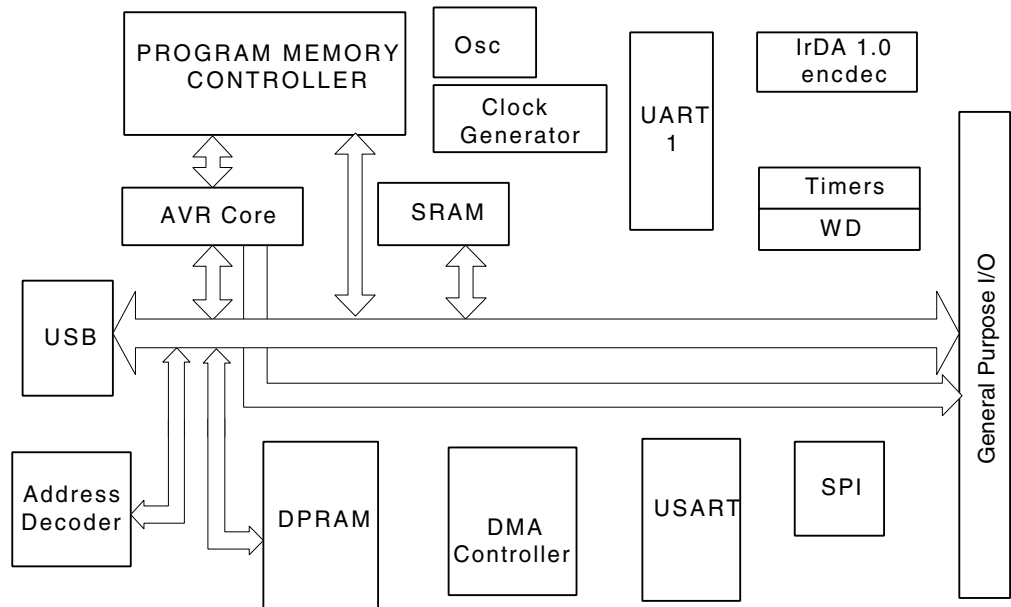 PROGRAM MEMORY
CONTROLLER
Osc
Clock
Generator
UART
1
IrDA 1.0
encdec
AVR Core
SRAM
Timers
WD
USB
General Purpose I/O
Address
Decoder
DPRAM
DMA
Controller
USART
SPI